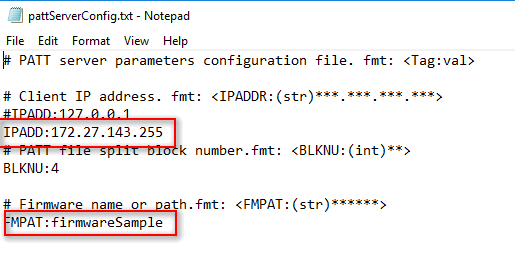 pattServerConfig.txt - Notepad
File Edit Format View Help
# PATT server parameters configuration file. fmt: <Tag:val>
# Client IP address. fmt: <IPADDR:(str)***.***.***.***>
#IPADD:127.0.0.1
IPADD:172.27.143.255
# PATT file split block number.fmt: <BLKNU:(int)**>
BLKNU:4
# Firmware name or path.fmt: <FMPAT:(str)******>
FMPAT:firmwareSample